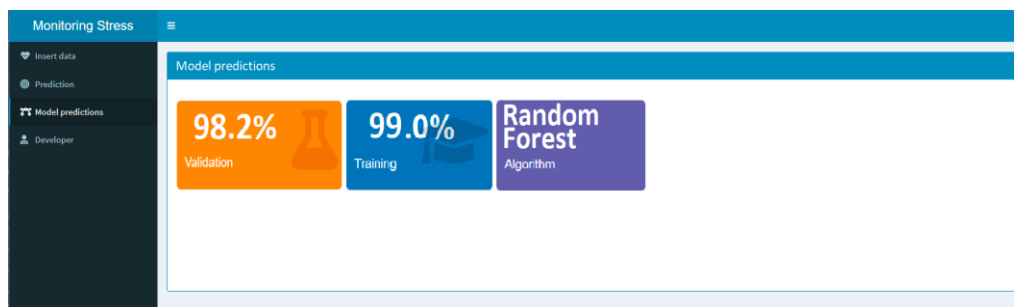 Monitoring Stress
Insert data
Prediction
Model predictions
Developer
Model predictions
98.2%
Validation
99.0%
Training
Random
Forest
Algorithm